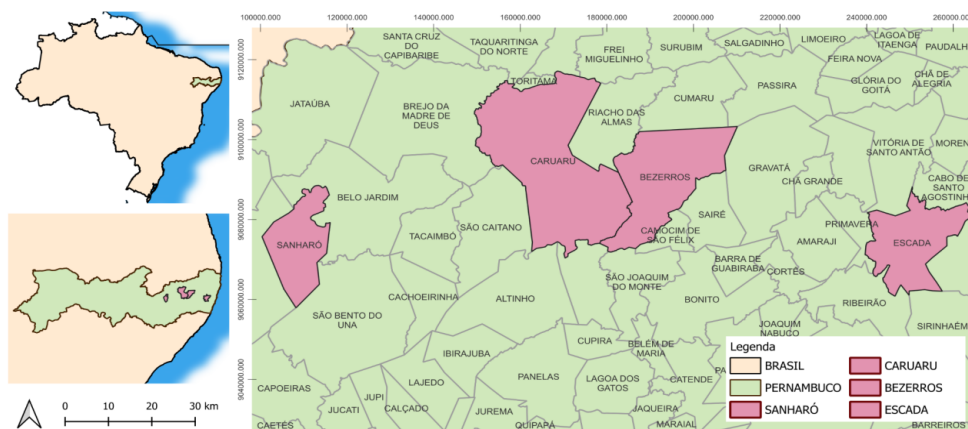 100000.000 120000.000 140000.000 160000.000 180000.000 200000.000 220000.000 240000.000
9120000.000
9100000.000
9080000.000
9060000.000
9040000.000
SANTA CRUZ
DO
CAPIBARIBE
TAQUARITINGA
DO NORTE
FREI
MIGUELINHO
SURUBIM
SALGADINHO
LIMOEIRO
LAGOA DE
ITAENGA
PAUDALH
FEIRA NOVA
GLÓRIA DO
GOITÁ
CHÃ DE
ALEGRIA
TORITAMA
JATAÚBA
BREJO DA
MADRE DE
DEUS
RIACHO DAS
ALMAS
CUMARU
PASSIRA
CARUARU
BEZERROS
GRAVATÁ
VITÓRIA DE
SANTO ANTÃO
MOREN
CHÃ GRANDE
CABO DE
SANTO
AGOSTINH
BELO JARDIM
SANHARÓ
TACAIMBÓ
SÃO CAITANO
CAMOCIM DE
SÃO FÉLIX
SAIRÉ
PRIMAVERA
AMARAJI
ESCADA
BARRA DE
GUABIRABA
CORTÊS
SÃO JOAQUIM
DO MONTE
CACHOEIRINHA
ALTINHO
BONITO
RIBEIRÃO
SÃO BENTO DO
UNA
SIRINHAÉM
JOAQUIM
NABUCO
IBIRAJUBA
CUPIRA
BELÉM DE
MARIA
CAPOEIRAS
JUPI
LAJEDO
PANELAS
LAGOA DOS
GATOS
CATENDE
JUCATI
CALÇADO
JUREMA
JAQUEIRA
CAETÉS
QUIPAPÁ
MARAIAL
BARREIROS
Legenda
BRASIL
PERNAMBUCO
SANHARÓ
CARUARU
BEZERROS
ESCADA
0 10 20 30 km